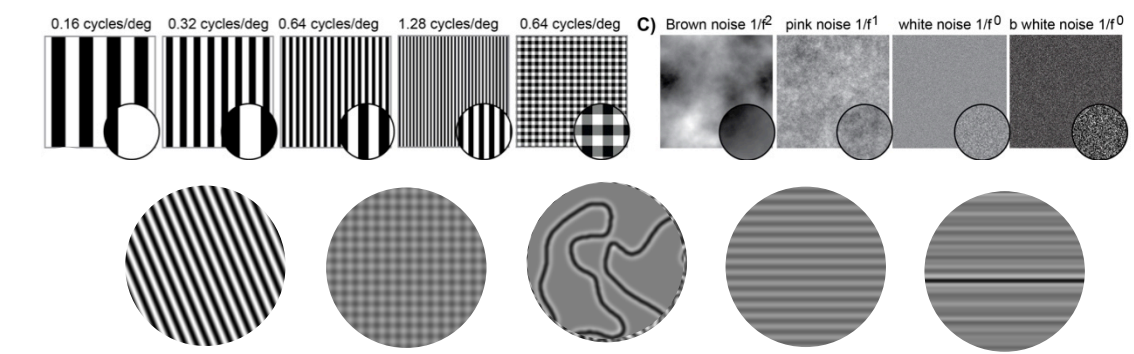 0.16 cycles/deg 0.32 cycles/deg 0.64 cycles/deg 1.28 cycles/deg 0.64 cycles/deg C) Brown noise 1/f² pink noise 1/f¹ white noise 1/f⁰ b white noise 1/f⁰